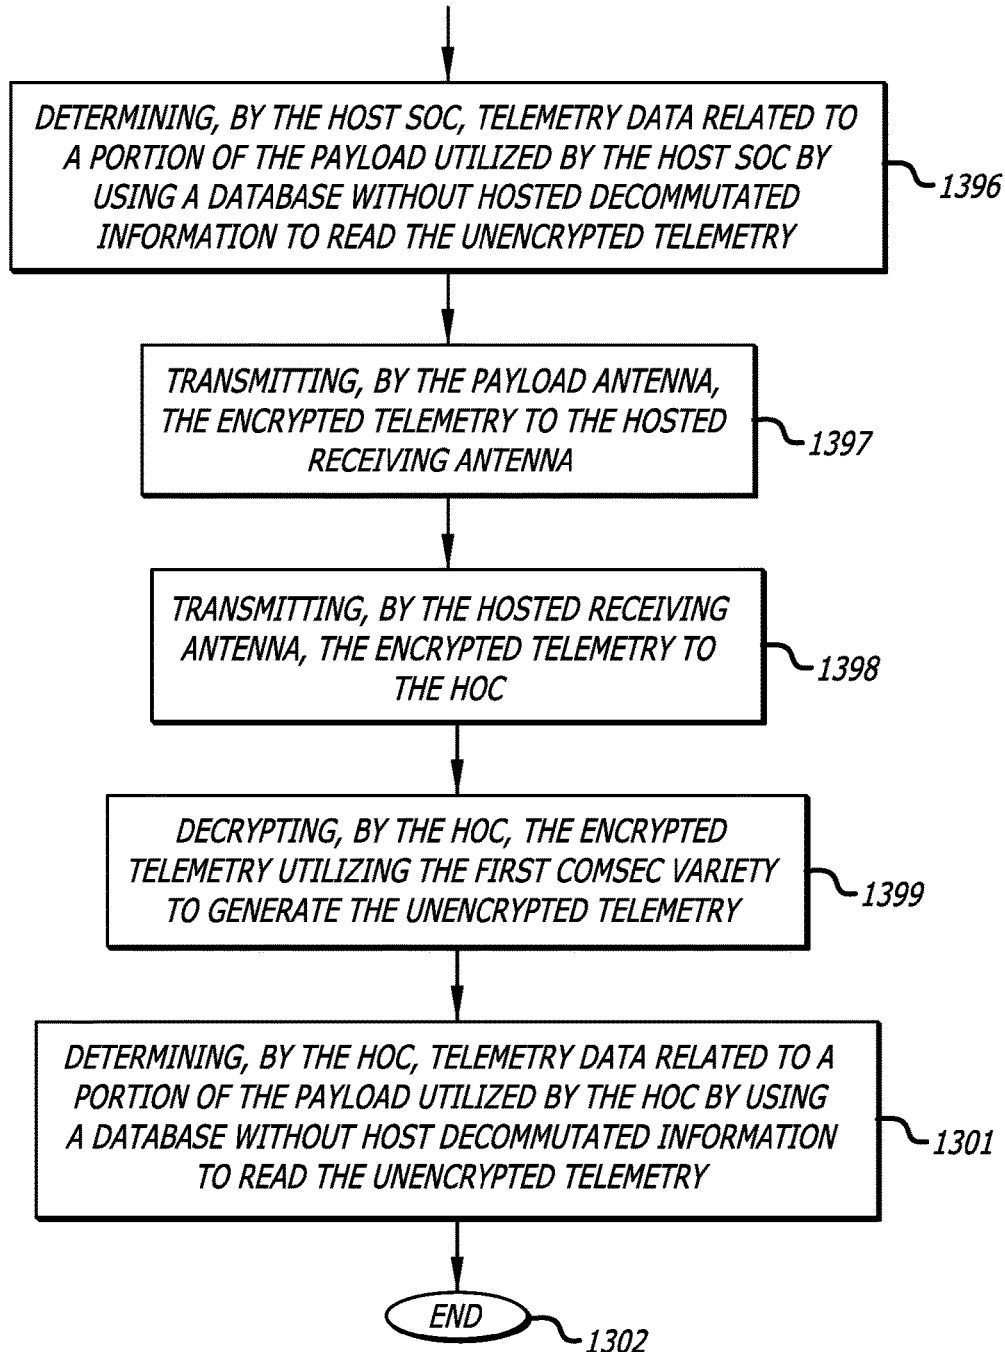 DETERMINING, BY THE HOST SOC, TELEMETRY DATA RELATED TO
A PORTION OF THE PAYLOAD UTILIZED BY THE HOST SOC BY
USING A DATABASE WITHOUT HOSTED DECOMMUTATED
INFORMATION TO READ THE UNENCRYPTED TELEMETRY
1396
TRANSMITTING, BY THE PAYLOAD ANTENNA,
THE ENCRYPTED TELEMETRY TO THE HOSTED
RECEIVING ANTENNA
1397
TRANSMITTING, BY THE HOSTED RECEIVING
ANTENNA, THE ENCRYPTED TELEMETRY TO
THE HOC
1398
DECRYPTING, BY THE HOC, THE ENCRYPTED
TELEMETRY UTILIZING THE FIRST COMSEC VARIETY
TO GENERATE THE UNENCRYPTED TELEMETRY
1399
DETERMINING, BY THE HOC, TELEMETRY DATA RELATED TO A
PORTION OF THE PAYLOAD UTILIZED BY THE HOC BY USING
A DATABASE WITHOUT HOST DECOMMUTATED INFORMATION
TO READ THE UNENCRYPTED TELEMETRY
1301
END
1302